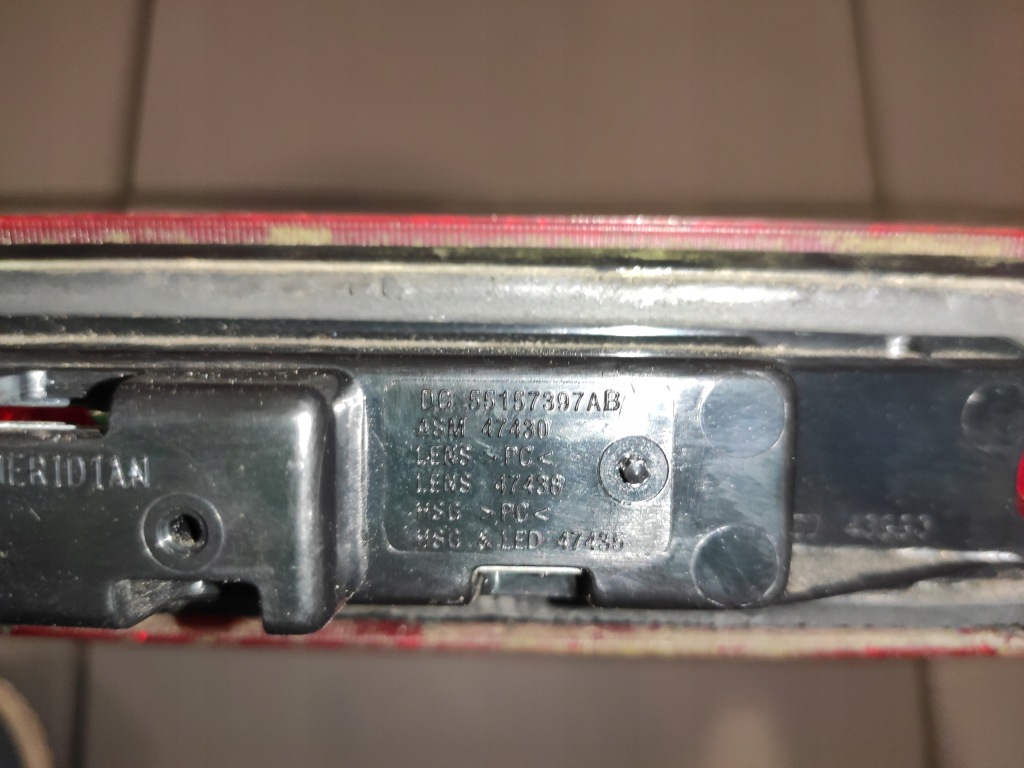 DC 55157397AB
ASM 47430
LENS >PC<
LENS 47436
HSG >PC<
HSG & LED 47435
MERIDIAN